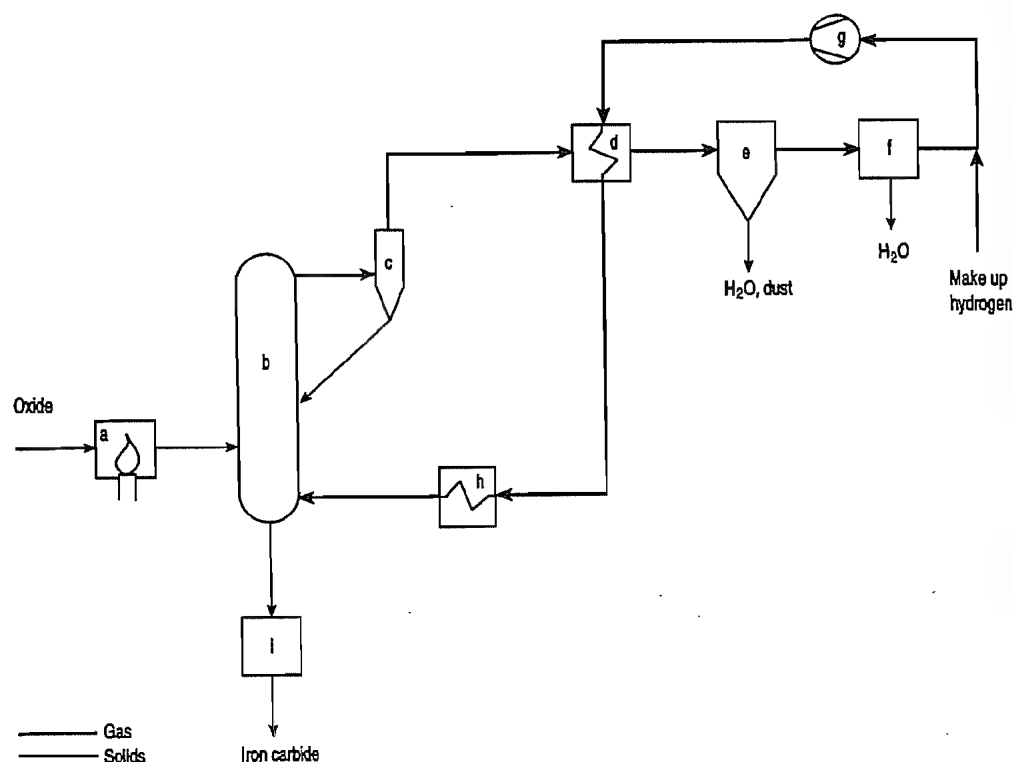 g
d
e
f
c
H₂O
H₂O, dust
Make up
hydrogen
b
Oxide
a
h
i
Gas
Solids
Iron carbide